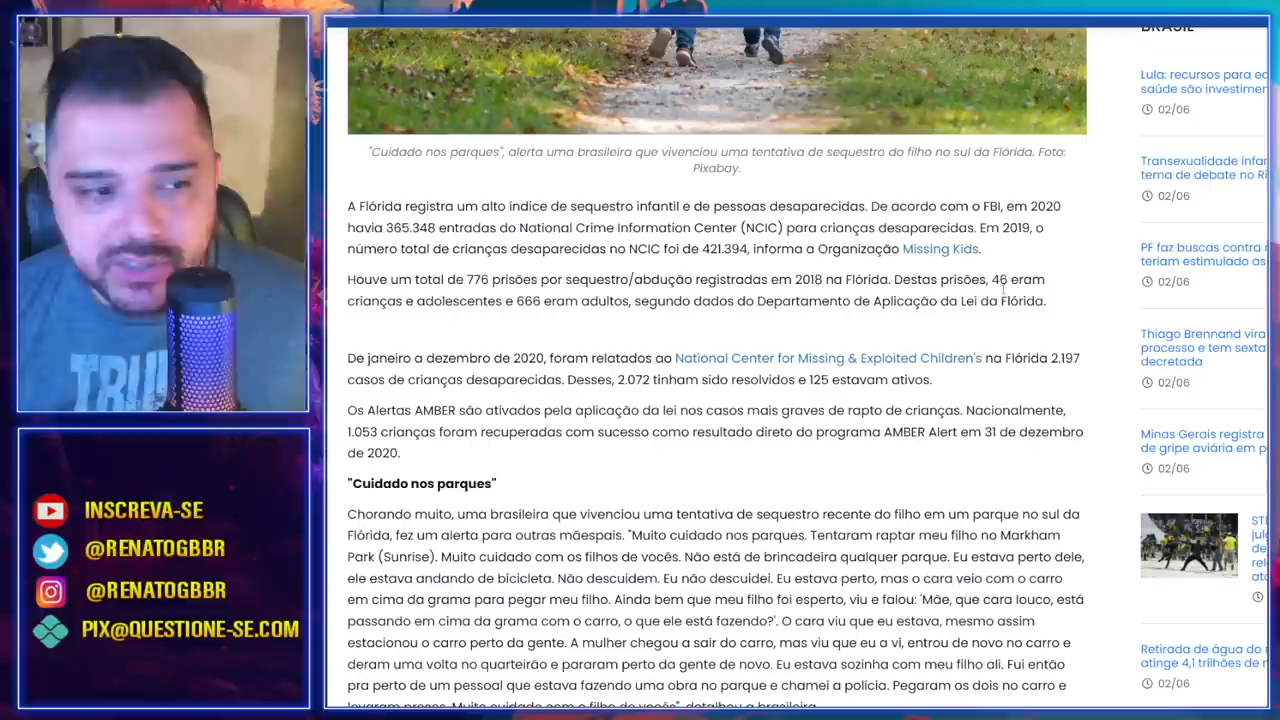 TRUI
INSCREVA-SE
@RENATOGBBR
@RENATOGBBR
PIX@QUESTIONE-SE.COM
"Cuidado nos parques", alerta uma brasileira que vivenciou uma tentativa de sequestro do filho no sul da Flórida. Foto:
Pixabay.
A Flórida registra um alto índice de sequestro infantil e de pessoas desaparecidas. De acordo com o FBI, em 2020
havia 365.348 entradas do National Crime Information Center (NCIC) para crianças desaparecidas. Em 2019, o
número total de crianças desaparecidas no NCIC foi de 421.394, informa a Organização Missing Kids.
Houve um total de 776 prisões por sequestro/abdução registradas em 2018 na Flórida. Destas prisões, 46 eram
crianças e adolescentes e 666 eram adultos, segundo dados do Departamento de Aplicação da Lei da Flórida.
De janeiro a dezembro de 2020, foram relatados ao National Center for Missing & Exploited Children's na Flórida 2.197
casos de crianças desaparecidas. Desses, 2.072 tinham sido resolvidos e 125 estavam ativos.
Os Alertas AMBER são ativados pela aplicação da lei nos casos mais graves de rapto de crianças. Nacionalmente,
1.053 crianças foram recuperadas com sucesso como resultado direto do programa AMBER Alert em 31 de dezembro
de 2020.
"Cuidado nos parques"
Chorando muito, uma brasileira que vivenciou uma tentativa de sequestro recente do filho em um parque no sul da
Flórida, fez um alerta para outras mãespais. "Muito cuidado nos parques. Tentaram raptar meu filho no Markham
Park (Sunrise). Muito cuidado com os filhos de vocês. Não está de brincadeira qualquer parque. Eu estava perto dele,
ele estava andando de bicicleta. Não descuidem. Eu não descuidei. Eu estava perto, mas o cara veio com o carro
em cima da grama para pegar meu filho. Ainda bem que meu filho foi esperto, viu e falou: 'Mãe, que cara louco, está
passando em cima da grama com o carro, o que ele está fazendo?'. O cara viu que eu estava, mesmo assim
estacionou o carro perto da gente. A mulher chegou a sair do carro, mas viu que eu a vi, entrou de novo no carro e
deram uma volta no quarteirão e pararam perto da gente de novo. Eu estava sozinha com meu filho ali. Fui então
pra perto de um pessoal que estava fazendo uma obra no parque e chamei a polícia. Pegaram os dois no carro e
levaram presos. Muito cuidado com o filho de vocês", detalhou a brasileira.
BRASIL
Lula: recursos para ed
saúde são investimen
02/06
Transexualidade infan
tema de debate no Ri
02/06
PF faz buscas contra
teriam estimulado as
02/06
Thiago Brennand vira
processo e tem sexta
decretada
02/06
Minas Gerais registra
de gripe aviária em p
02/06
STF
jul
de
rel
ato
Retirada de água do
atinge 4,1 trilhões de
02/06